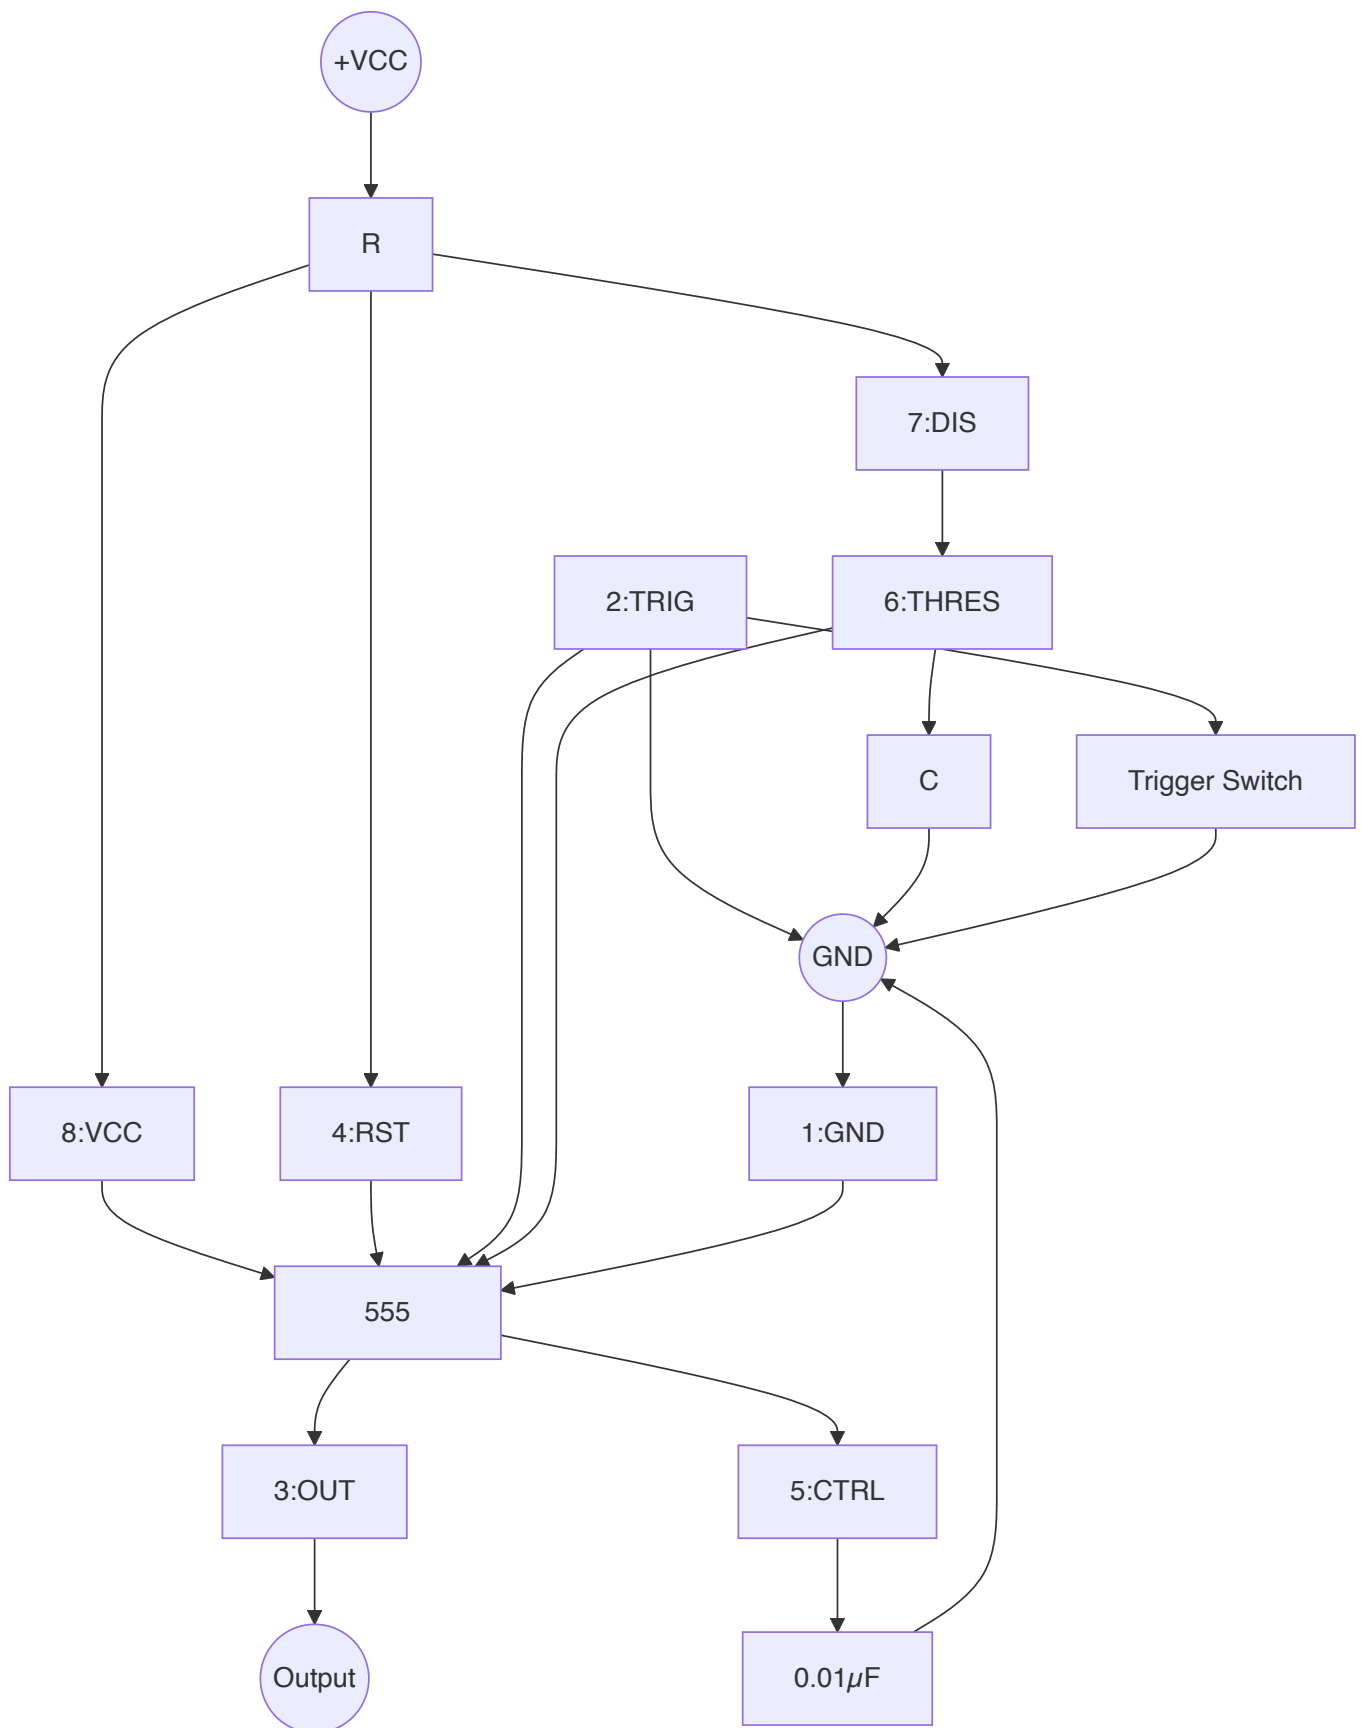 +VCC
R
7:DIS
2:TRIG
6:THRES
C
Trigger Switch
GND
8:VCC
4:RST
1:GND
555
3:OUT
5:CTRL
Output
0.01µF